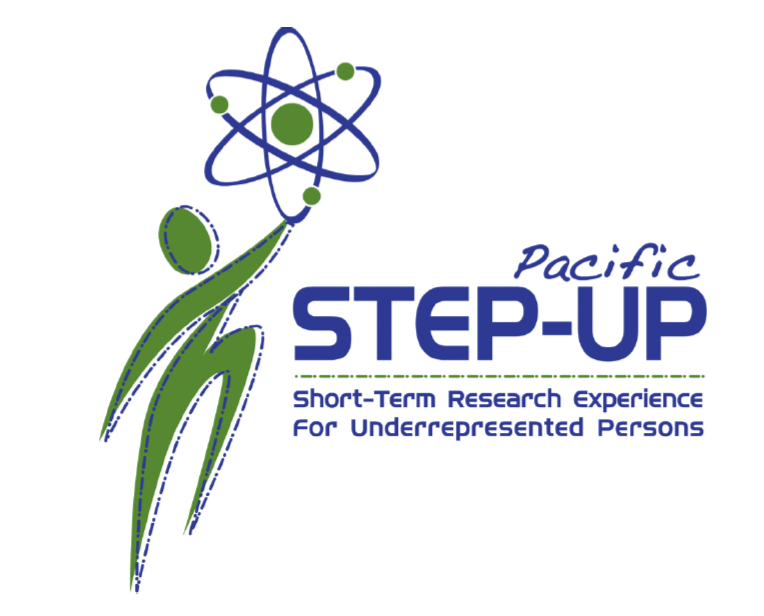 Pacific
STEP-UP
Short-Term Research Experience
For Underrepresented Persons